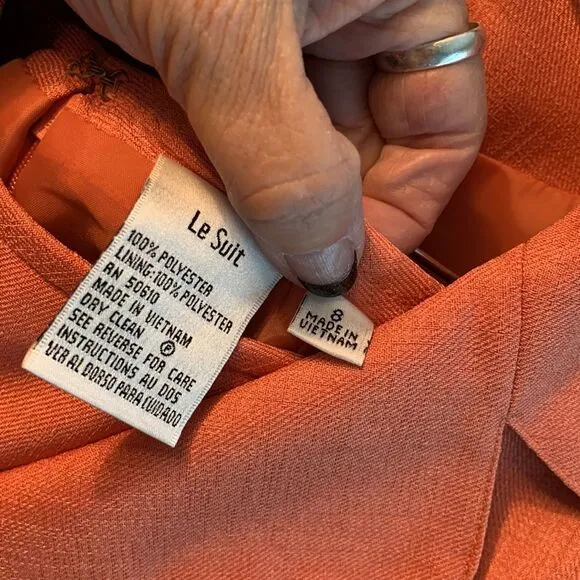 Le Suit
100% POLYESTER
LINING:100% POLYESTER
RN 50610
MADE IN VIETNAM
DRY CLEAN Ⓟ
SEE REVERSE FOR CARE
INSTRUCTIONS AU DOS
VER AL DORSO PARA CUIDADO
8
MADE IN
VIETNAM